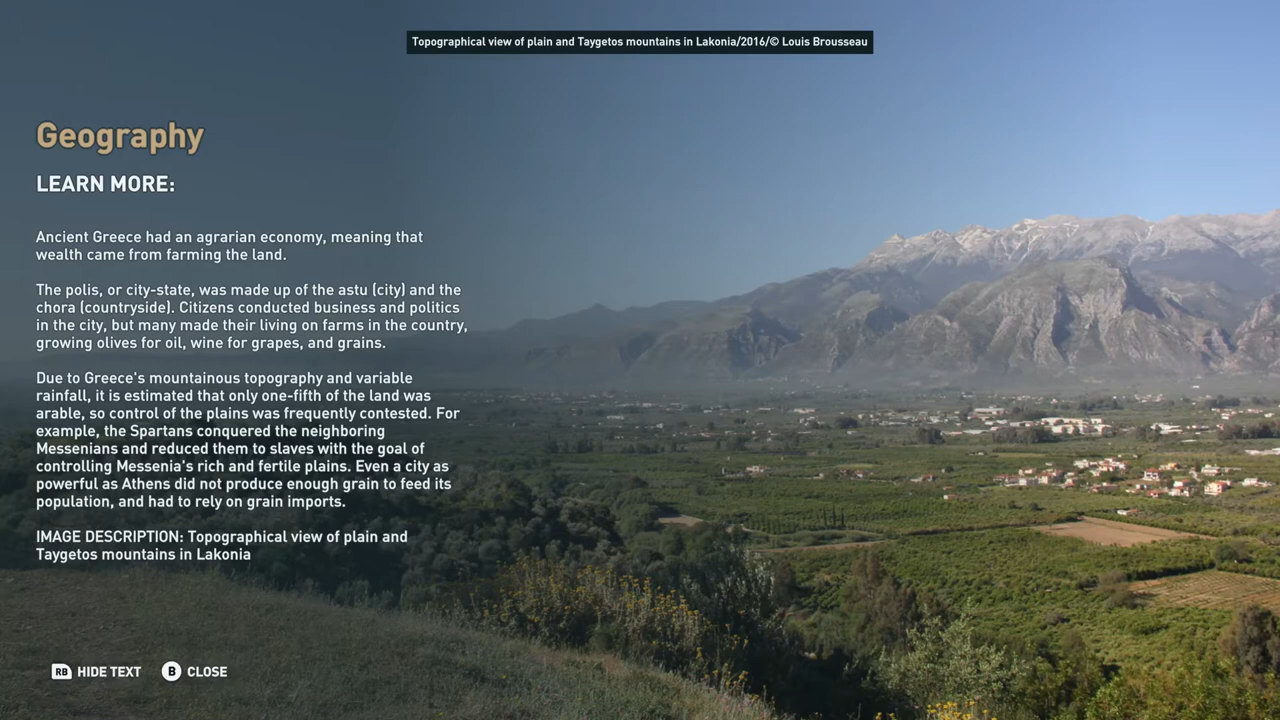 Topographical view of plain and Taygetos mountains in Lakonia/2016/© Louis Brousseau
Geography
LEARN MORE:
Ancient Greece had an agrarian economy, meaning that
wealth came from farming the land.
The polis, or city-state, was made up of the astu (city) and the
chora (countryside). Citizens conducted business and politics
in the city, but many made their living on farms in the country,
growing olives for oil, wine for grapes, and grains.
Due to Greece's mountainous topography and variable
rainfall, it is estimated that only one-fifth of the land was
arable, so control of the plains was frequently contested. For
example, the Spartans conquered the neighboring
Messenians and reduced them to slaves with the goal of
controlling Messenia's rich and fertile plains. Even a city as
powerful as Athens did not produce enough grain to feed its
population, and had to rely on grain imports.
IMAGE DESCRIPTION: Topographical view of plain and
Taygetos mountains in Lakonia
RB HIDE TEXT B CLOSE